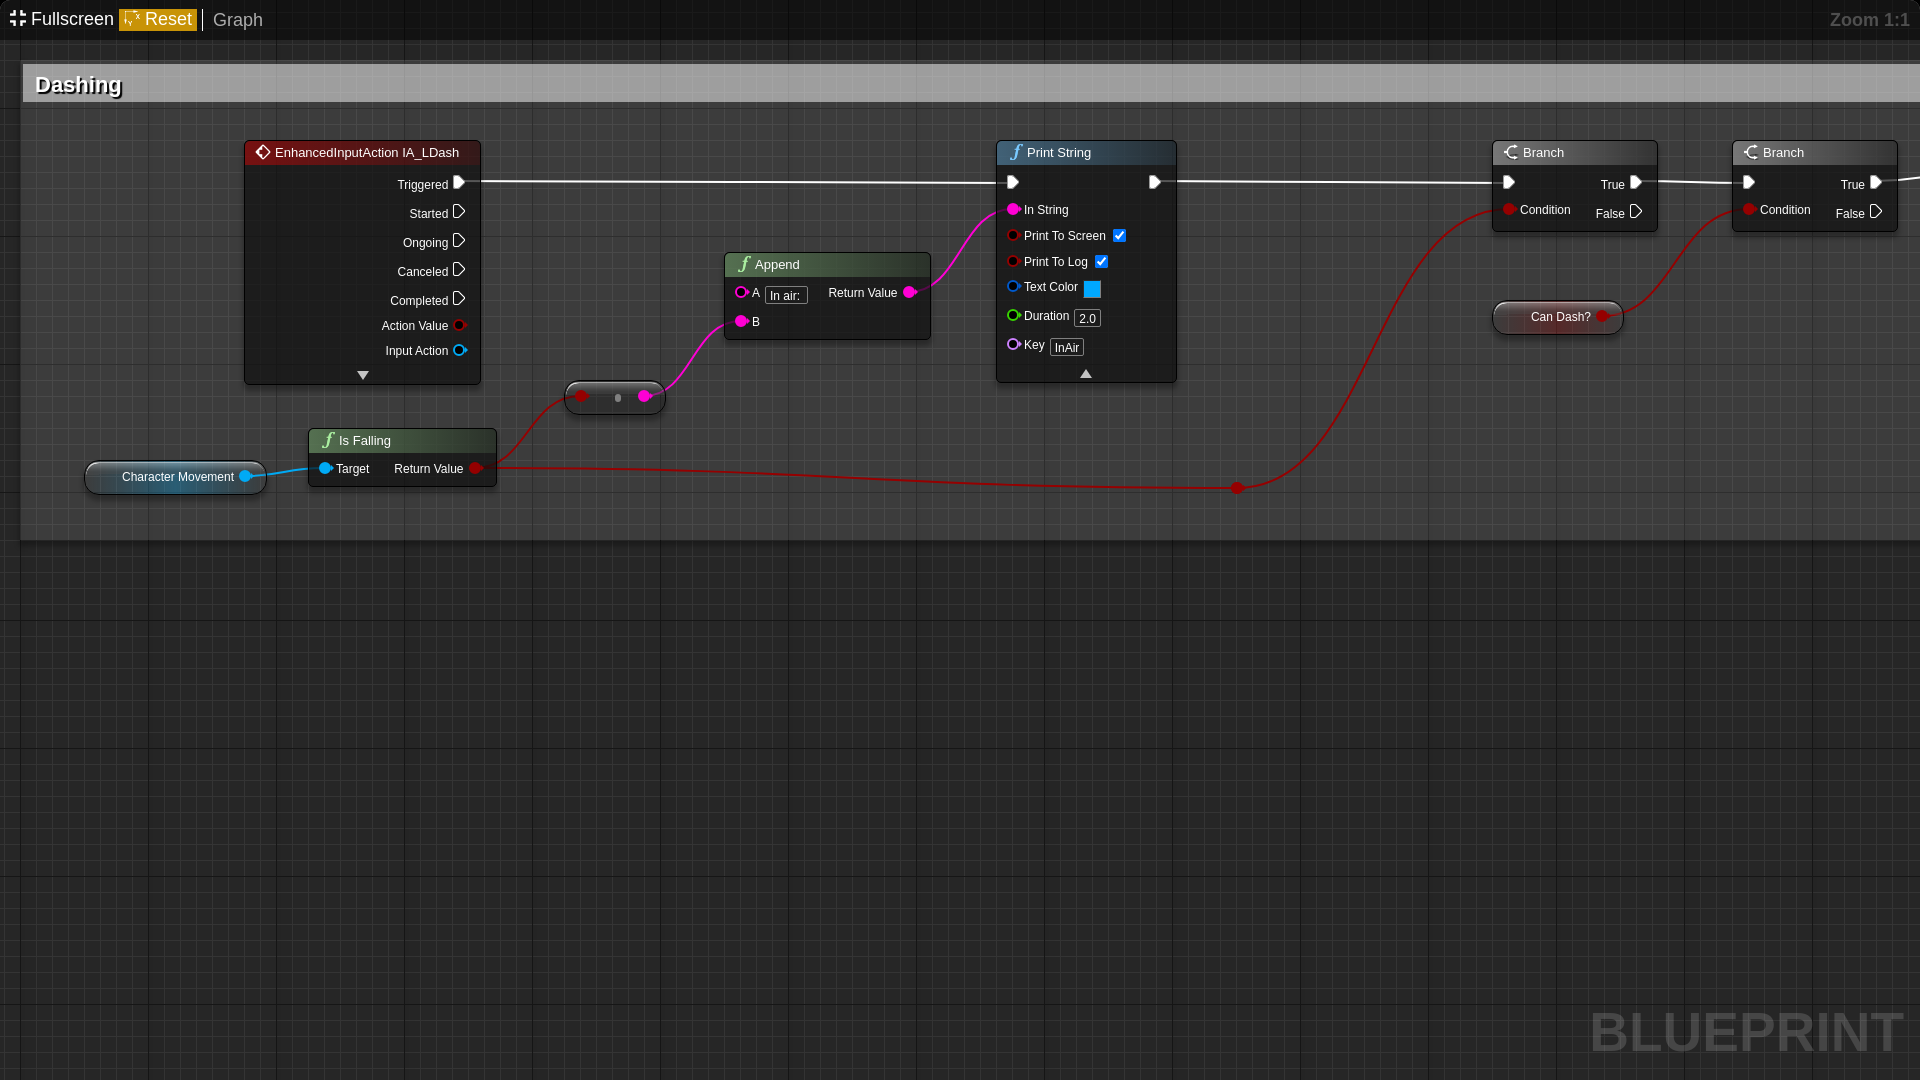 Fullscreen Reset Graph Zoom 1:1
Dashing
EnhancedInputAction IA_LDash
Triggered
Started
Ongoing
Canceled
Completed
Action Value
Input Action
Character Movement
Is Falling
Target Return Value
Append
A In air: Return Value
B
Print String
In String
Print To Screen
Print To Log
Text Color
Duration 2.0
Key InAir
Branch
True
Condition False
Can Dash?
Branch
True
Condition False
BLUEPRINT